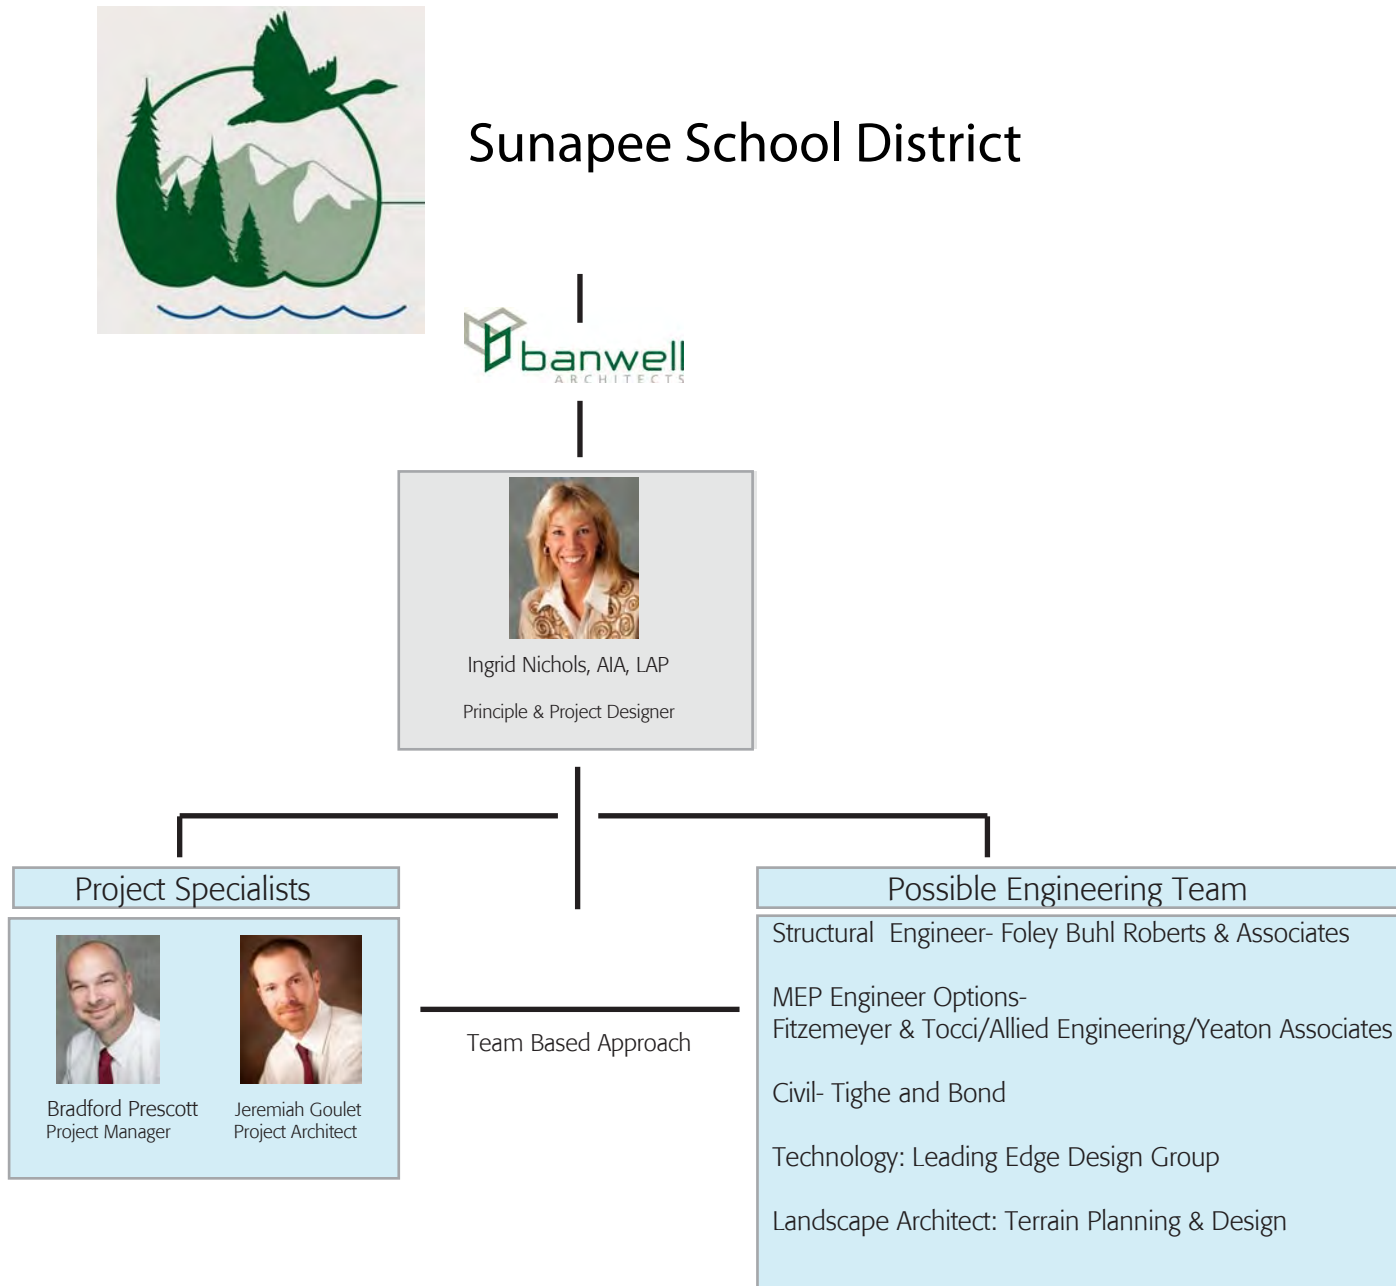 Sunapee School District
banwell
ARCHITECTS
Ingrid Nichols, AIA, LAP
Principle & Project Designer
Project Specialists
Bradford Prescott
Project Manager
Jeremiah Goulet
Project Architect
Team Based Approach
Possible Engineering Team
Structural Engineer- Foley Buhl Roberts & Associates
MEP Engineer Options-
Fitzemeyer & Tocci/Allied Engineering/Yeaton Associates
Civil- Tighe and Bond
Technology: Leading Edge Design Group
Landscape Architect: Terrain Planning & Design